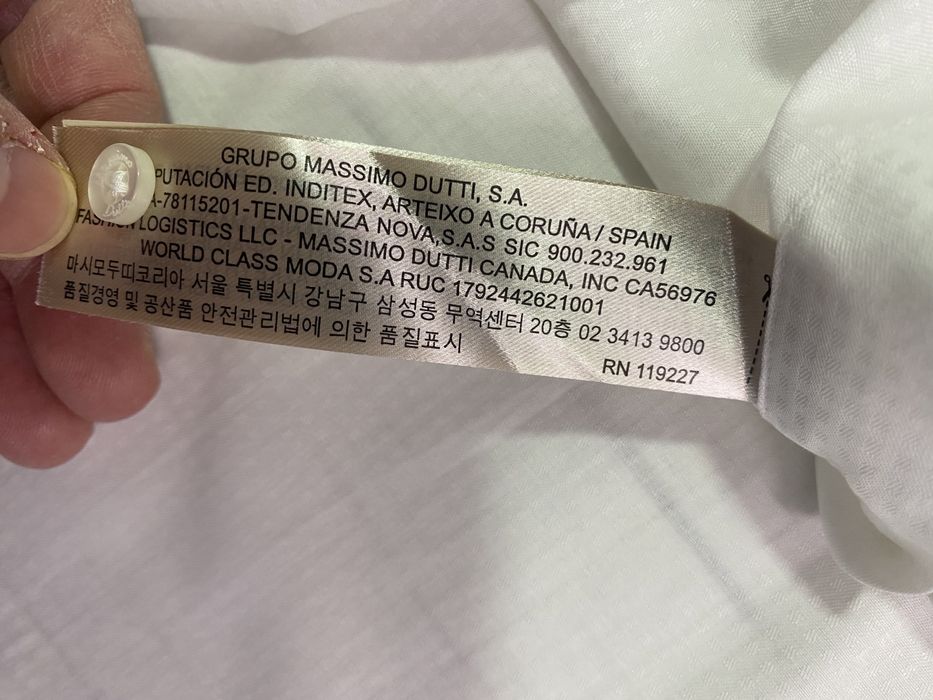 GRUPO MASSIMO DUTTI, S.A.
PUTACIÓN ED. INDITEX, ARTEIXO A CORUÑA / SPAIN
A-78115201-TENDENZA NOVA,S.A.S SIC 900.232.961
FASHION LOGISTICS LLC - MASSIMO DUTTI CANADA, INC CA56976
WORLD CLASS MODA S.A RUC 1792442621001
마시모두띠코리아 서울 특별시 강남구 삼성동 무역센터 20층 02 3413 9800
품질경영 및 공산품 안전관리법에 의한 품질표시
RN 119227